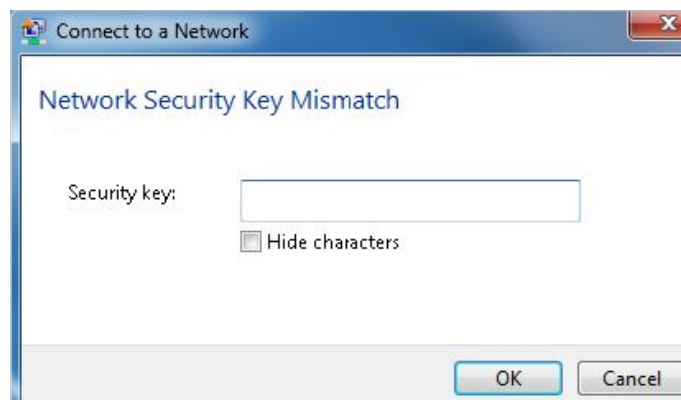 Connect to a Network
Network Security Key Mismatch
Security key:
Hide characters
OK Cancel